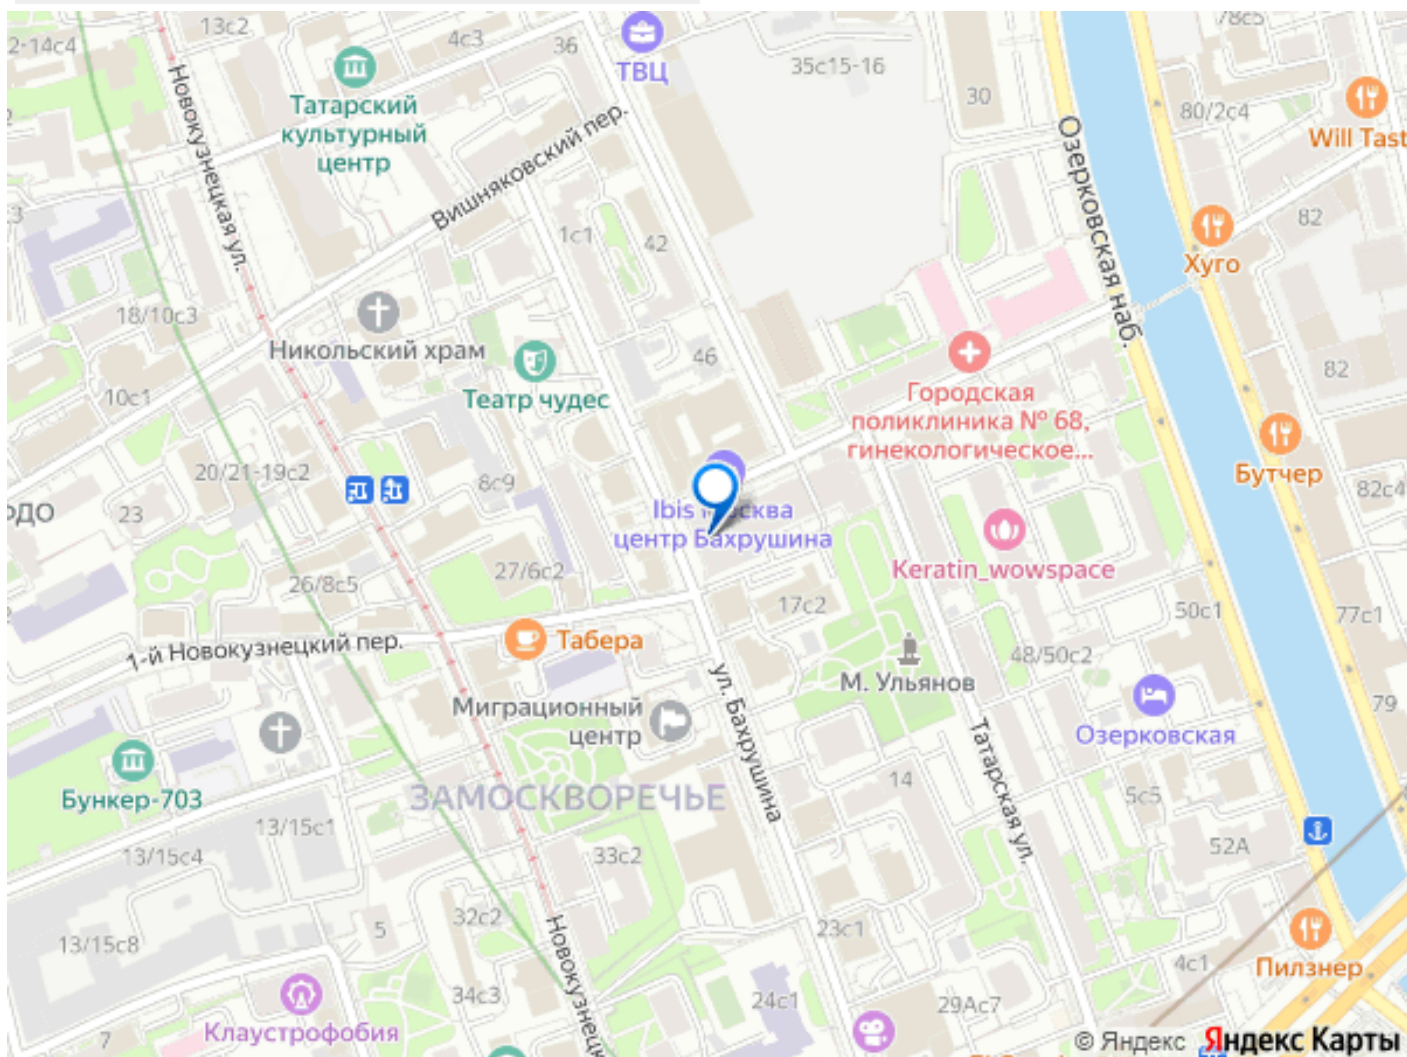 13с2
4с3
36
ТВЦ
35с15-16
78с5
2-14с4
30
80/2с4
Will Tast
Татарский
культурный
центр
Новокузнецкая ул.
Вишняковский пер.
Озерковская наб.
3
1с1
42
82
Хуго
18/10с3
Никольский храм
46
82
Театр чудес
10с1
Городская
поликлиника № 68,
гинекологическое...
20/21-19с2
8с9
Бутчер
82с4
ОДО
23
Ibis Москва
центр Бахрушина
Keratin_wowspace
26/8с5
27/6с2
17с2
50с1
77с1
1-й Новокузнецкий пер.
Табера
48/50с2
М. Ульянов
ул. Бахрушина
Миграционный
центр
79
Озерковская
Татарская ул.
Бункер-703
ЗАМОСКВОРЕЧЬЕ
14
5с5
13/15с1
13/15с4
33с2
52А
32с2
5
23с1
13/15с8
Новокузнецк
Пилзнер
4с1
34с3
24с1
29Ас7
Клаустрофобия
7
© Яндекс Яндекс Карты